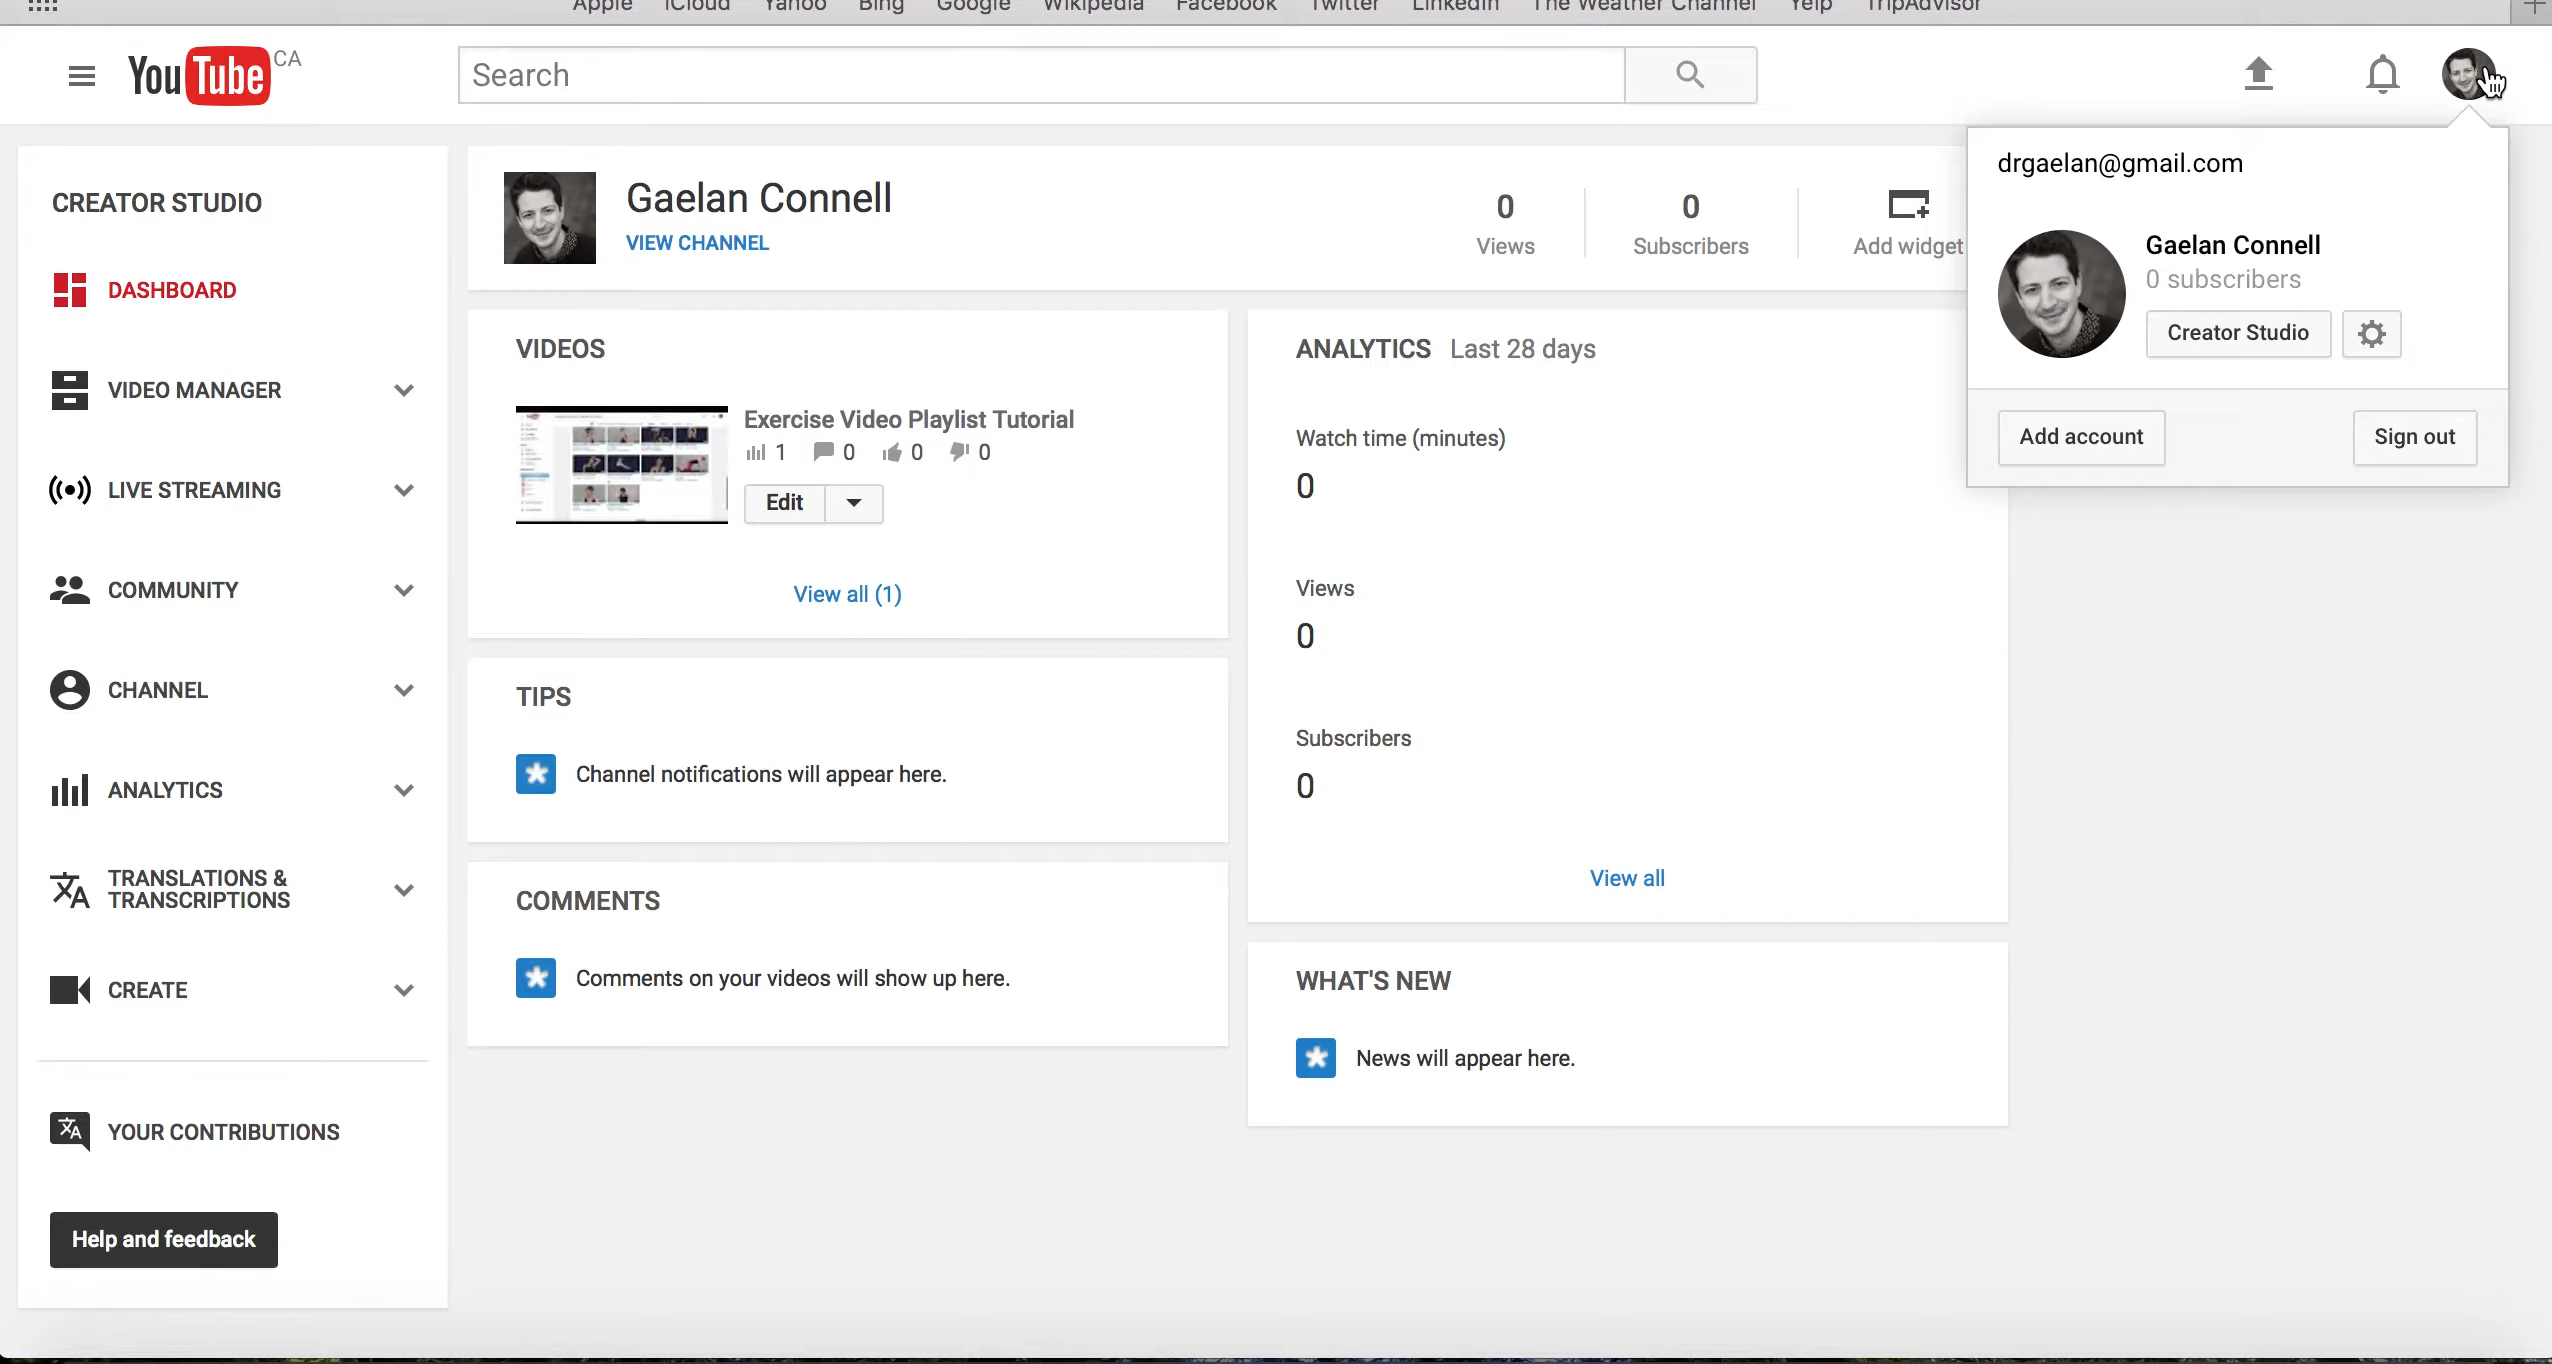 Apple iCloud Yahoo Bing Google Wikipedia Facebook Twitter LinkedIn The Weather Channel Yelp TripAdvisor
YouTube CA
Search
drgaelan@gmail.com
Gaelan Connell
0 subscribers
Creator Studio
Add account
Sign out
CREATOR STUDIO
DASHBOARD
VIDEO MANAGER
LIVE STREAMING
COMMUNITY
CHANNEL
ANALYTICS
TRANSLATIONS &
TRANSCRIPTIONS
CREATE
YOUR CONTRIBUTIONS
Help and feedback
Gaelan Connell
VIEW CHANNEL
0
Views
0
Subscribers
Add widget
VIDEOS
Exercise Video Playlist Tutorial
1 0 0 0
Edit
View all (1)
TIPS
Channel notifications will appear here.
COMMENTS
Comments on your videos will show up here.
ANALYTICS Last 28 days
Watch time (minutes)
0
Views
0
Subscribers
0
View all
WHAT'S NEW
News will appear here.